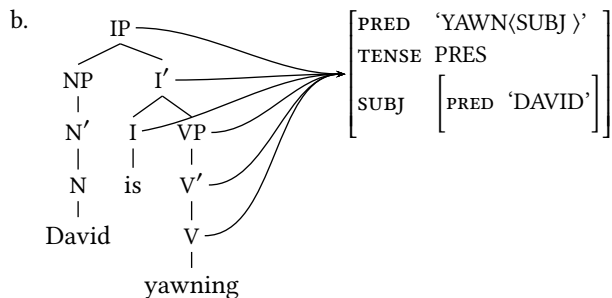 b.
IP
PRED ‘YAWN⟨SUBJ ⟩’
TENSE PRES
SUBJ [PRED ‘DAVID’]
NP I′
N′ I VP
N is V′
David V
yawning